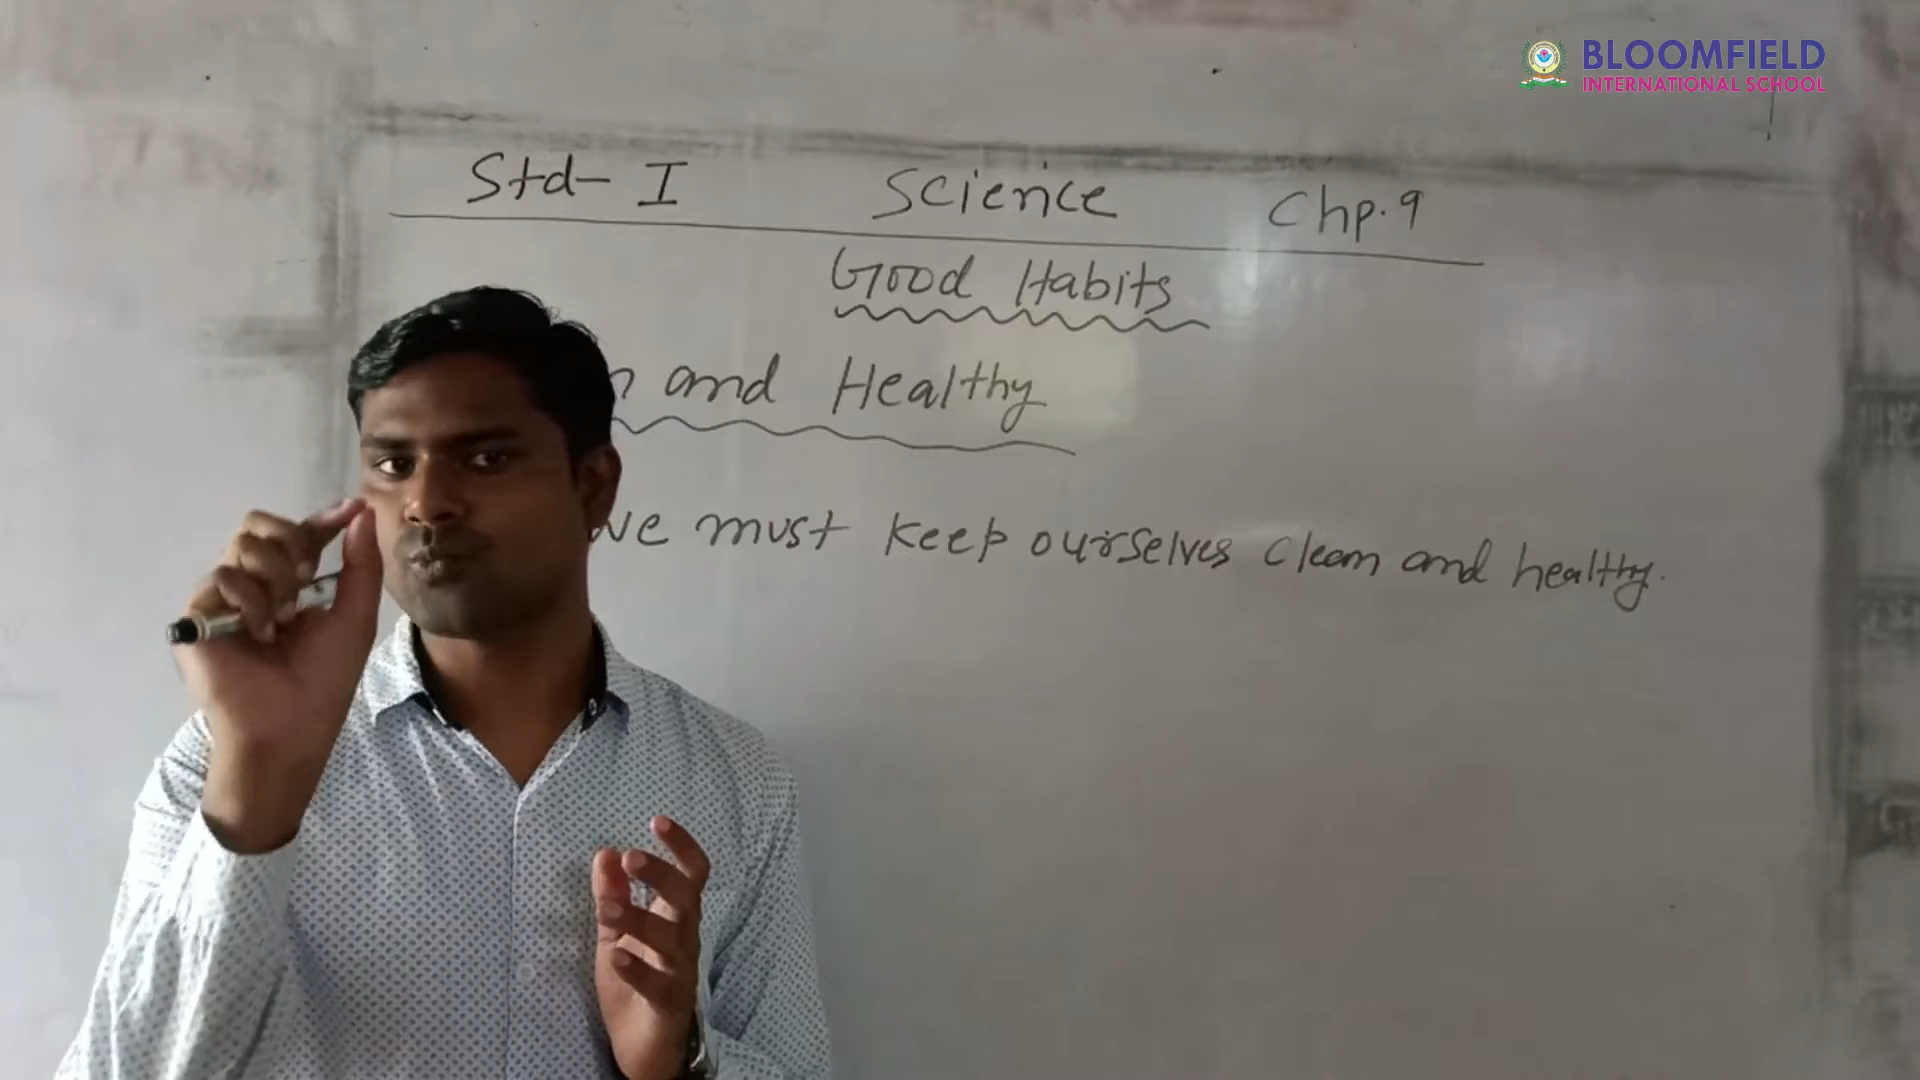 BLOOMFIELD
INTERNATIONAL SCHOOL
Std- I Science Chp. 9
Good Habits
and Healthy
we must keep ourselves clean and healthy.